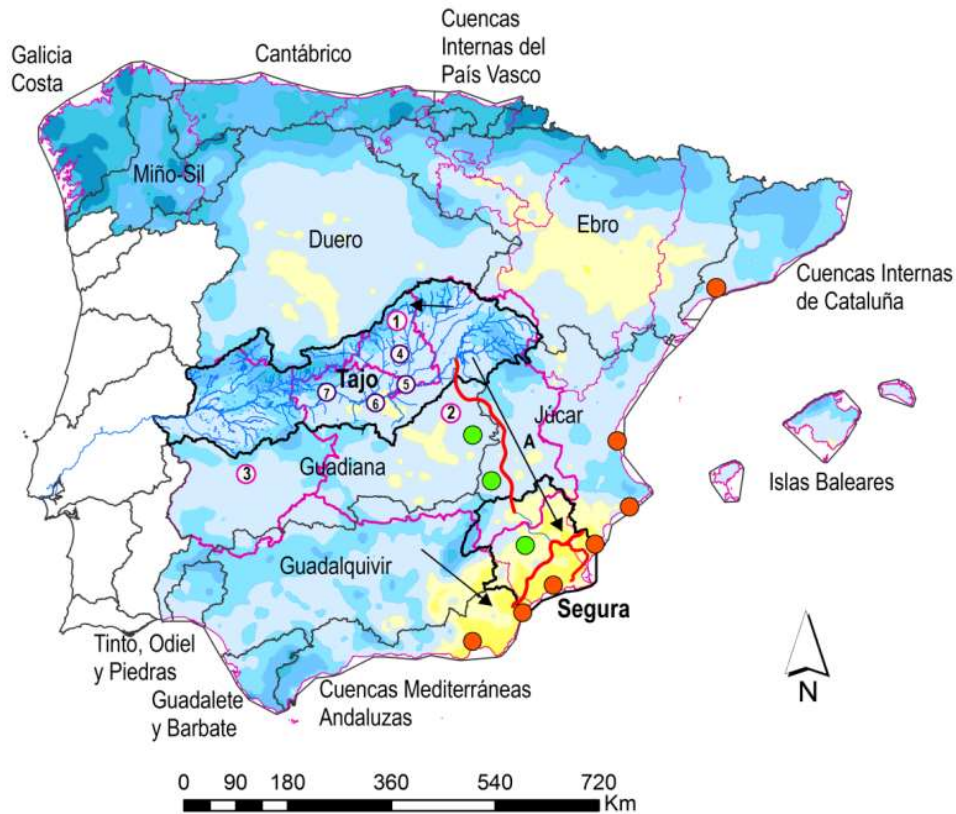 Cuencas
Internas del
País Vasco
Cantábrico
Galicia
Costa
Miño-Sil
Duero
Ebro
Cuencas Internas
de Cataluña
1
4
Tajo
5
7
6
2
Júcar
A
3
Guadiana
Islas Baleares
Guadalquivir
Segura
Tinto, Odiel
y Piedras
Guadalete
y Barbate
Cuencas Mediterráneas
Andaluzas
N
0 90 180 360 540 720
Km